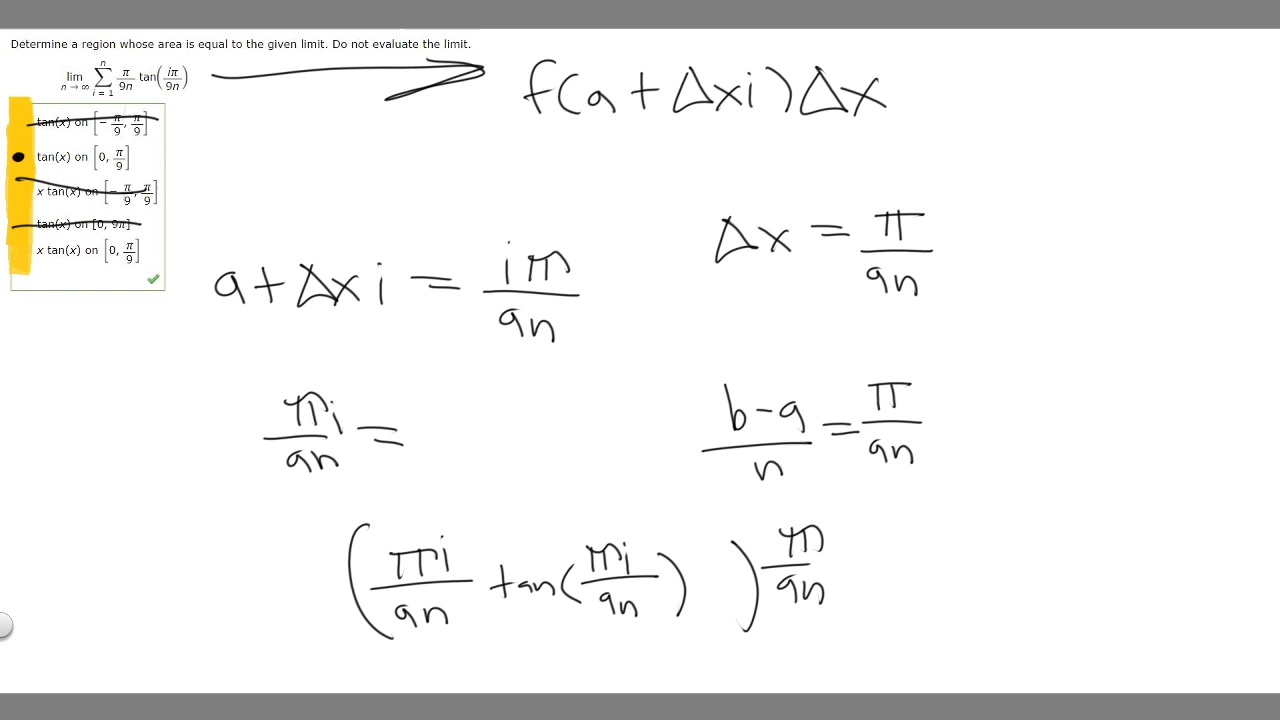 Determine a region whose area is equal to the given limit. Do not evaluate the limit.
lim n → ∞ n ∑ i = 1 π/9n tan(iπ/9n)
f(a + Δxi)Δx
tan(x) on [-π/9, π/9]
tan(x) on [0, π/9]
x tan(x) on [-π/9, π/9]
tan(x) on [0, 9π]
x tan(x) on [0, π/9]
Δx = π/9n
a + Δxi = iπ/9n
πi/9n =
b-a/n = π/9n
(πi/9n tan(πi/9n) ) π/9n